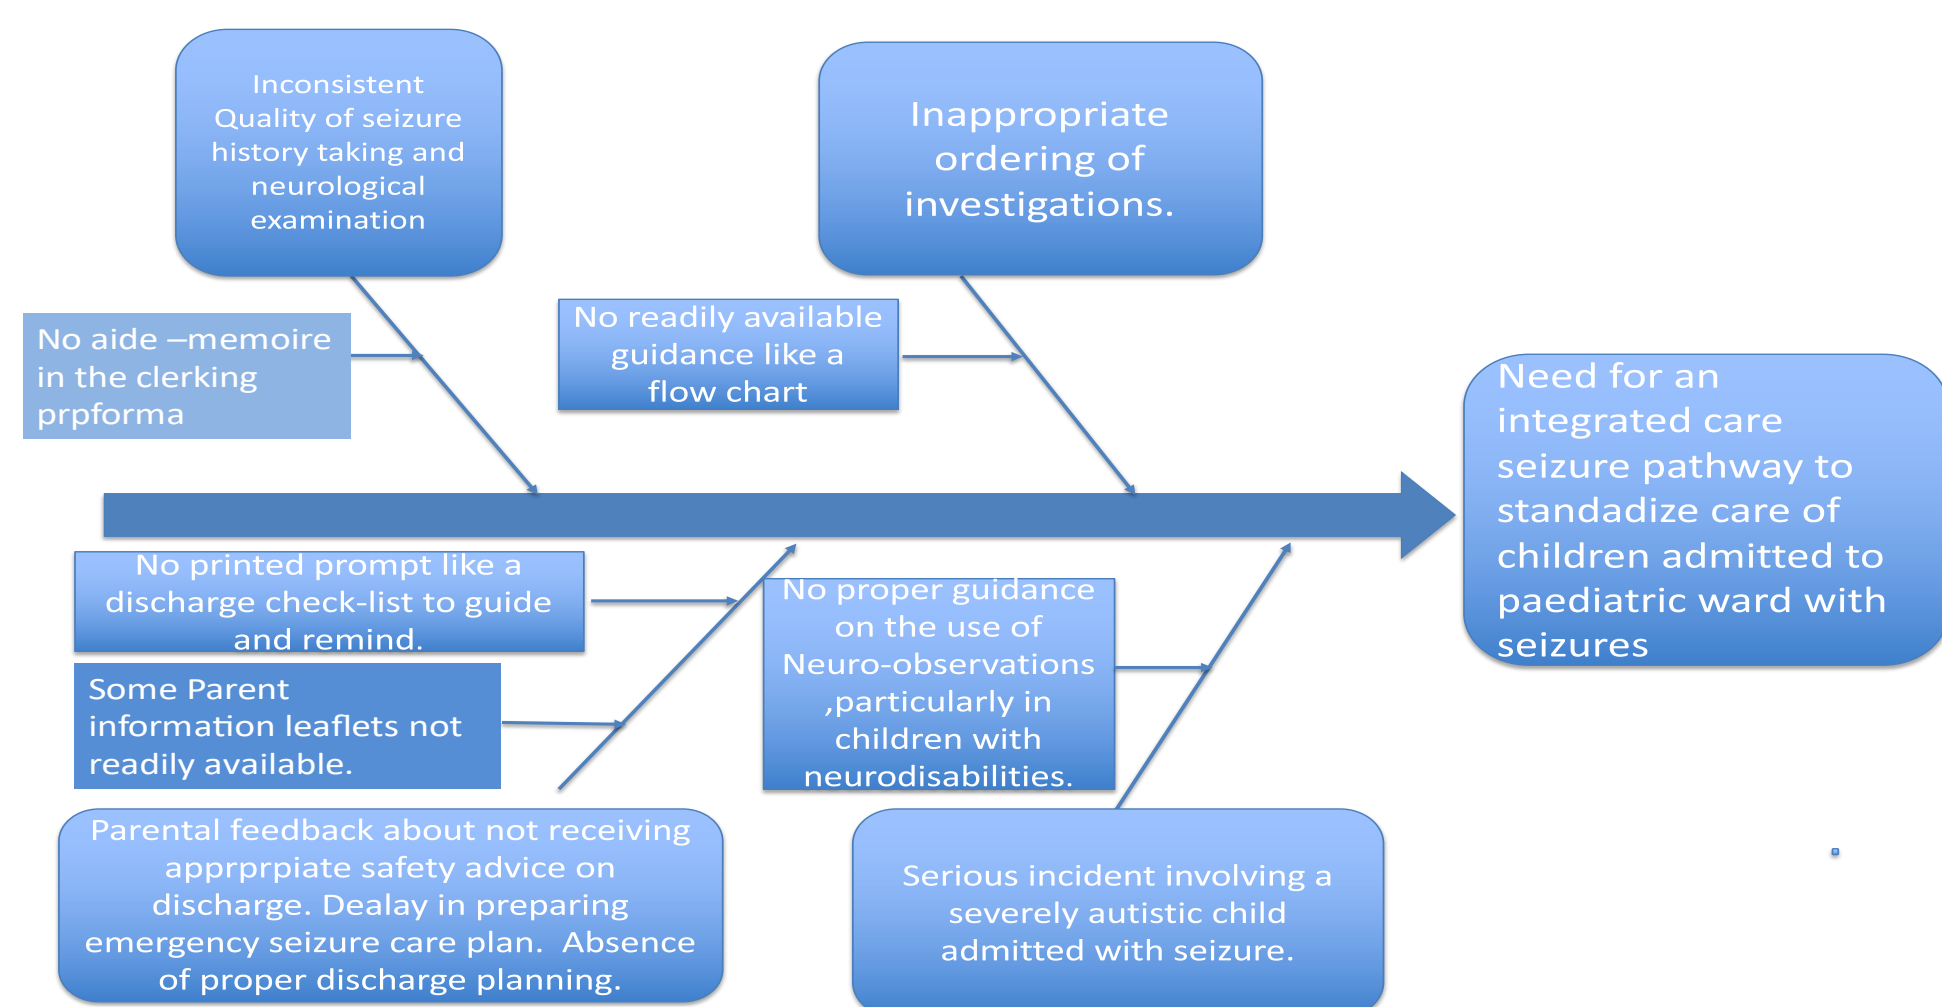 Inconsistent
Quality of seizure
history taking and
neurological
examination
Inappropriate
ordering of
investigations.
No aide –memoire
in the clerking
prpforma
No readily available
guidance like a
flow chart
Need for an
integrated care
seizure pathway to
standadize care of
children admitted to
paediatric ward with
seizures
No printed prompt like a
discharge check-list to guide
and remind.
Some Parent
information leaflets not
readily available.
No proper guidance
on the use of
Neuro-observations
,particularly in
children with
neurodisabilities.
Parental feedback about not receiving
apprprpiate safety advice on
discharge. Dealay in preparing
emergency seizure care plan.  Absence
of proper discharge planning.
Serious incident involving a
severely autistic child
admitted with seizure.